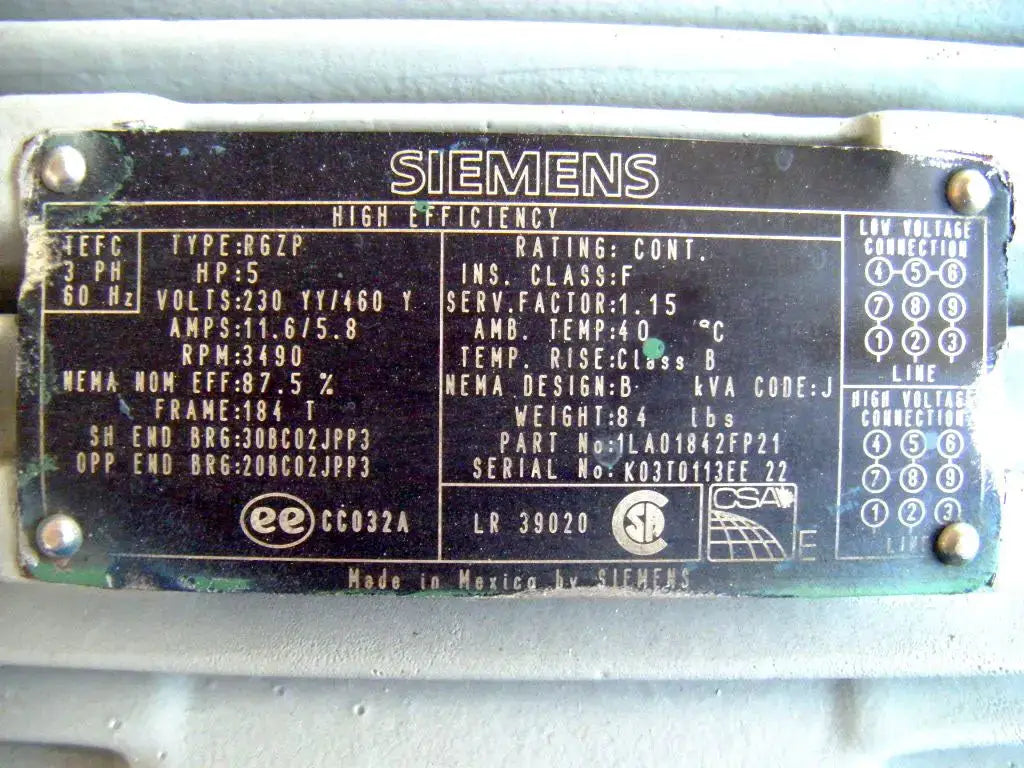 SIEMENS
HIGH EFFICIENCY
TEFC
3 PH
60 Hz
TYPE:RGZP
HP:5
VOLTS:230 YY/460 Y
AMPS:11.6/5.8
RPM:3490
NEMA NOM EFF:87.5 %
FRAME:184 T
SH END BRG:30BC02JPP3
OPP END BRG:20BC02JPP3
RATING: CONT.
INS. CLASS:F
SERV.FACTOR:1.15
AMB. TEMP:40 °C
TEMP. RISE:Class B
NEMA DESIGN:B kVA CODE:J
WEIGHT:84 lbs
PART No:1LA01842FP21
SERIAL No: K03T0113EE 22
LOW VOLTAGE
CONNECTION
4-5-6
7 8 9
1 2 3
LINE
HIGH VOLTAGE
CONNECTION
4 5 6
7 8 9
1 2 3
LINE
ee CC032A
LR 39020
SA
CSA
E
Made in Mexico by SIEMENS